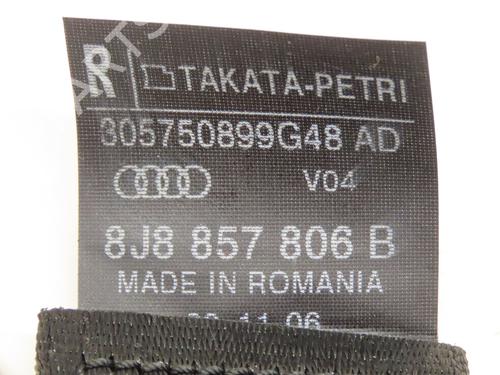 R TAKATA-PETRI
305750899G48 AD
V04
8J8 857 806 B
MADE IN ROMANIA